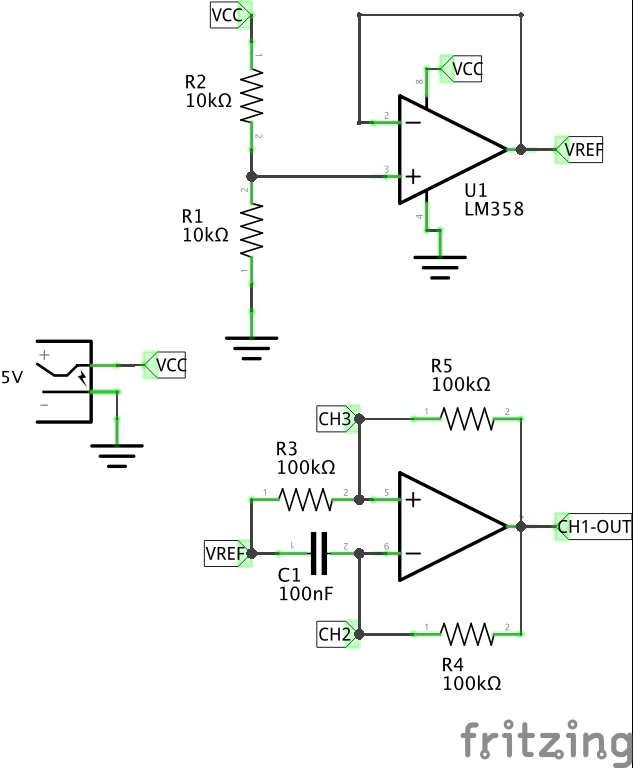 VCC
1
R2
10kΩ
2
8
VCC
2
−
VREF
3
+
2
R1
10kΩ
1
U1
LM358
4
+
VCC
5V
−
R5
100kΩ
CH3
1
2
R3
100kΩ
1
2
5
+
7
CH1-OUT
VREF
1
2
6
−
C1
100nF
CH2
1
2
R4
100kΩ
fritzing